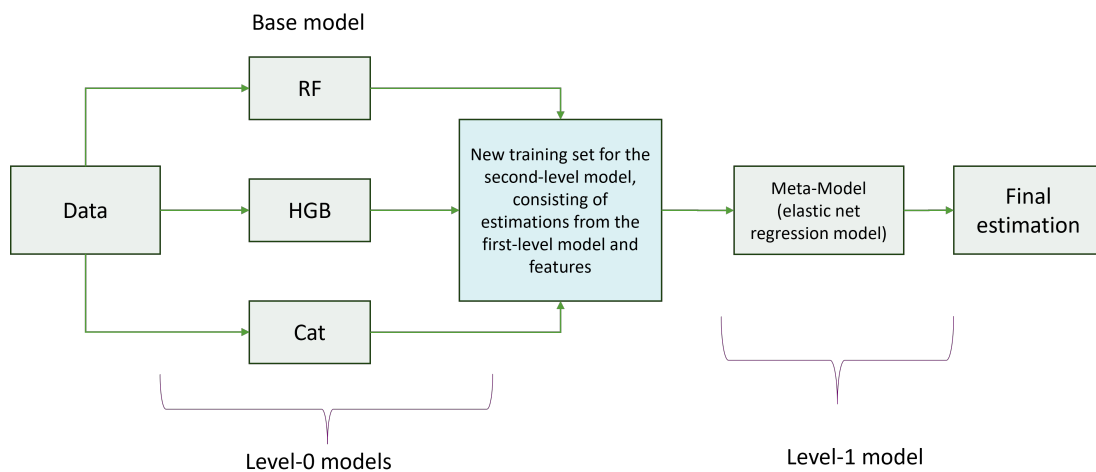 Base model
RF
Data
HGB
Cat
New training set for the
second-level model,
consisting of
estimations from the
first-level model and
features
Meta-Model
(elastic net
regression model)
Final
estimation
Level-0 models
Level-1 model